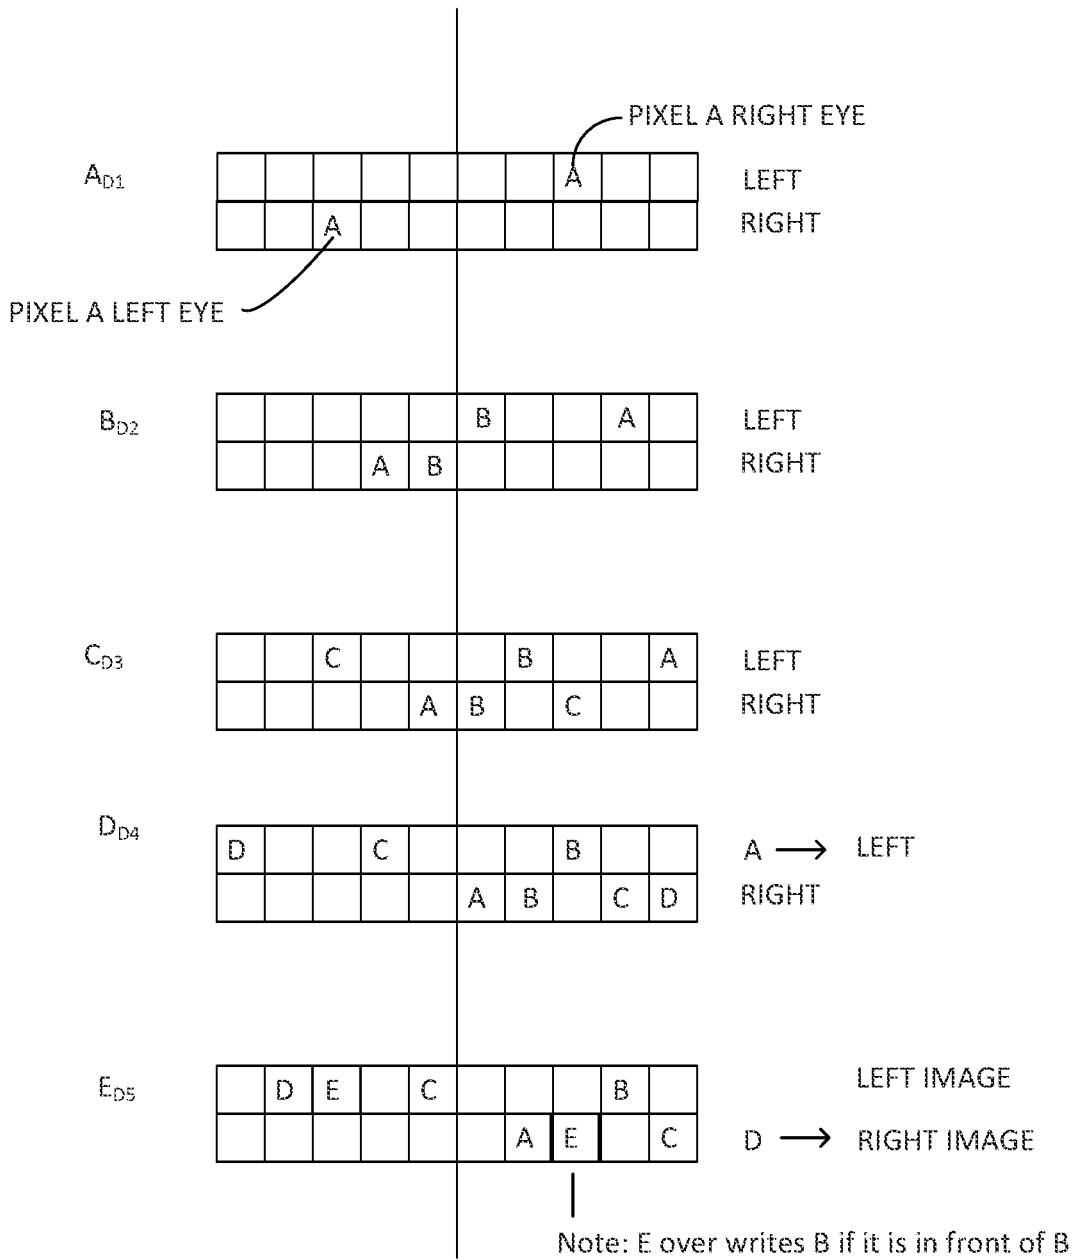 PIXEL A RIGHT EYE
A_D1
A
LEFT
A
RIGHT
PIXEL A LEFT EYE
B_D2
B A
LEFT
A B
RIGHT
C_D3
C B A
LEFT
A B C
RIGHT
D_D4
D C B
A → LEFT
A B C D
RIGHT
E_D5
D E C B
LEFT IMAGE
A E C
D → RIGHT IMAGE
Note: E over writes B if it is in front of B